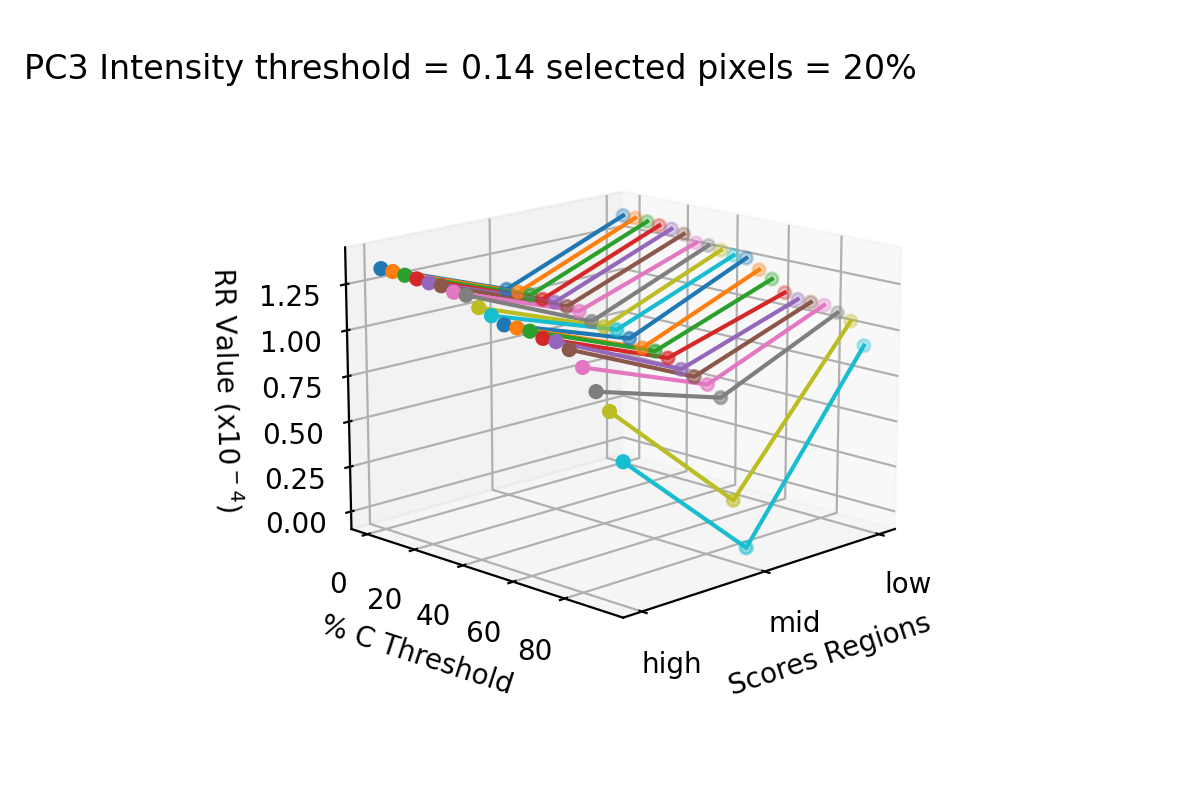 PC3 Intensity threshold = 0.14 selected pixels = 20%
RR Value (x10⁻⁴)
1.25
1.00
0.75
0.50
0.25
0.00
0
20
40
60
80
% C Threshold
high
mid
low
Scores Regions